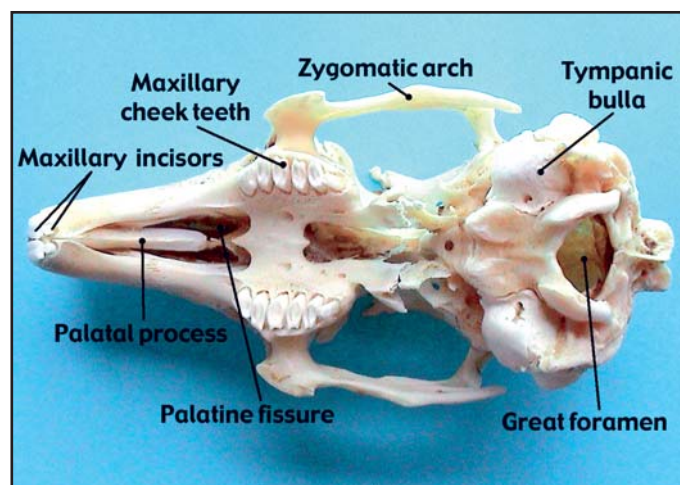 Zygomatic arch
Tympanic
bulla
Maxillary
cheek teeth
Maxillary incisors
Palatal process
Palatine fissure
Great foramen